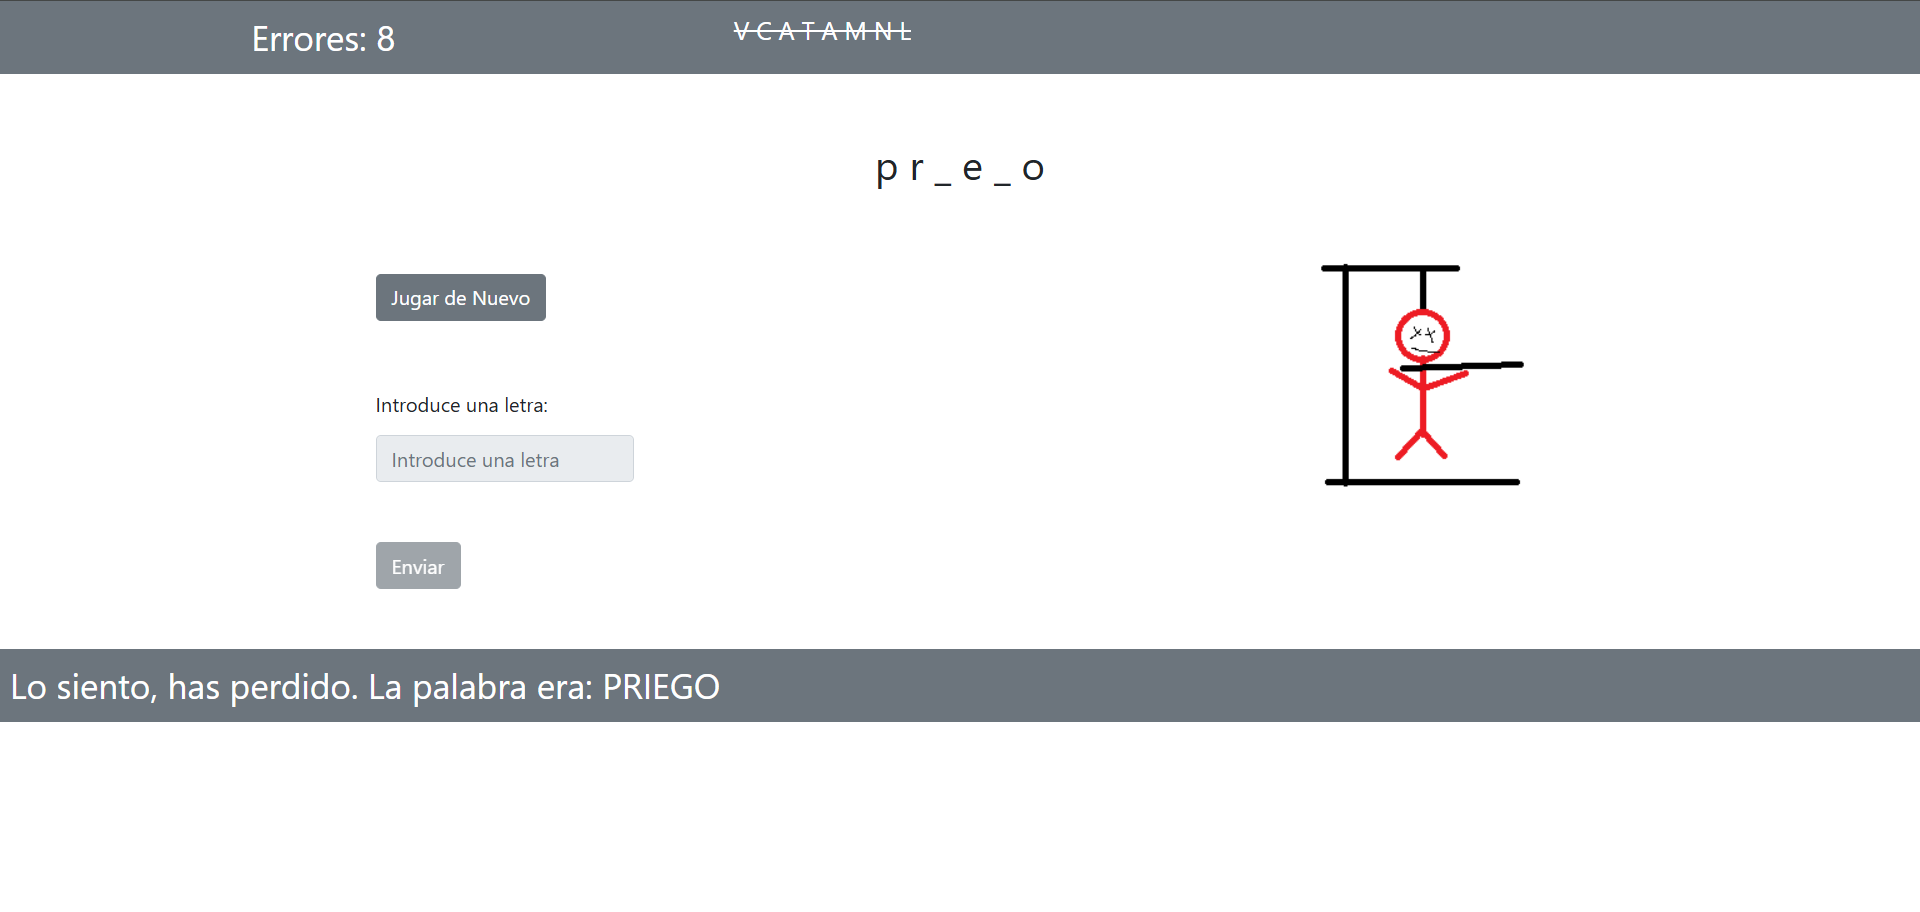 Errores: 8
V C A T A M N L
p r _ e _ o
Jugar de Nuevo
Introduce una letra:
Introduce una letra
Enviar
Lo siento, has perdido. La palabra era: PRIEGO